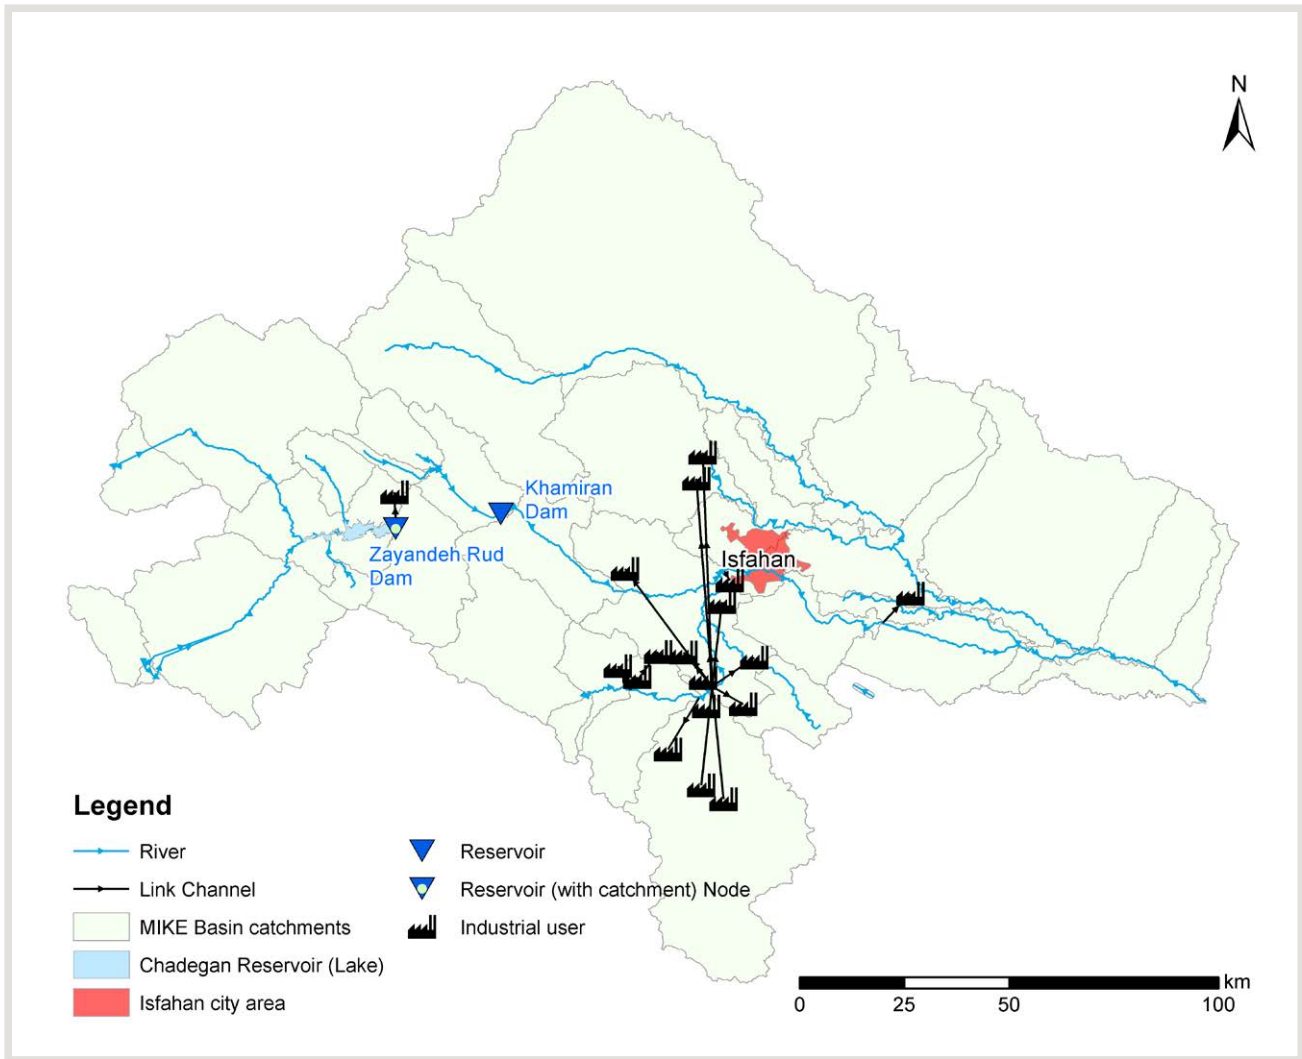 N
Khamiran
Dam
Zayandeh Rud
Dam
Isfahan
Legend
River
Link Channel
MIKE Basin catchments
Chadegan Reservoir (Lake)
Isfahan city area
Reservoir
Reservoir (with catchment) Node
Industrial user
km
0 25 50 100